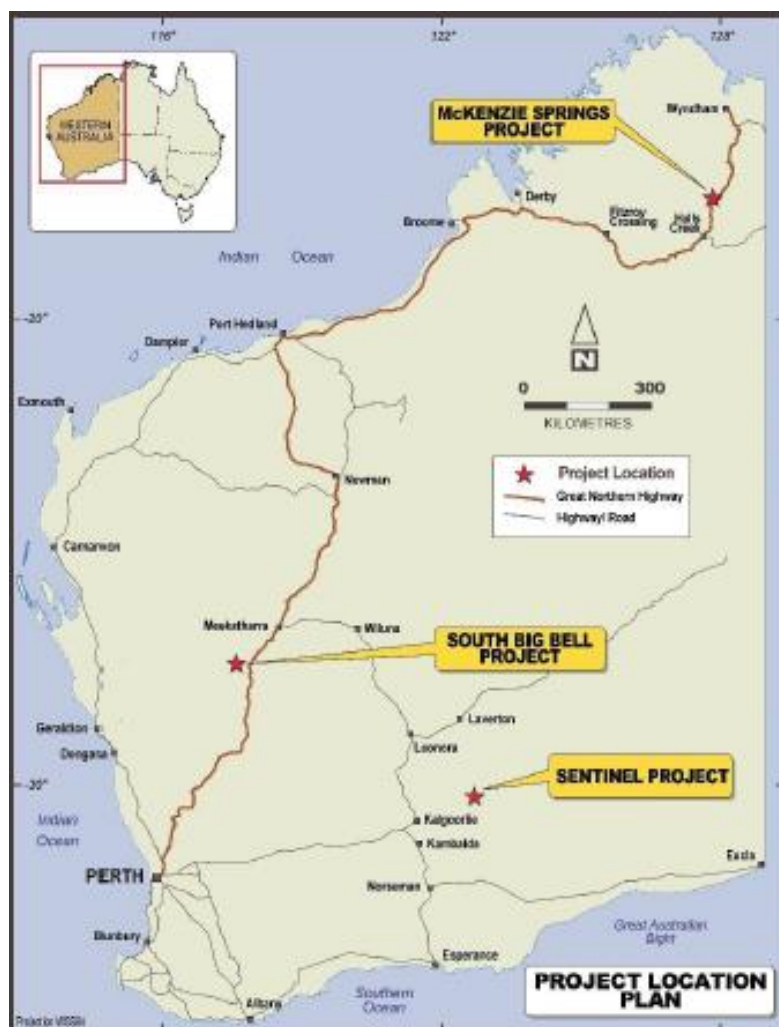 116°
122°
128°
WESTERN
AUSTRALIA
McKENZIE SPRINGS
PROJECT
Wyndham
Derby
Broome
Fitzroy
Crossing
Halls
Creek
Indian Ocean
-20°
Port Hedland
Dampier
Exmouth
N
0 300
KILOMETRES
Project Location
Great Northern Highway
Highway/ Road
Newman
Carnarvon
Meekatharra
Wiluna
SOUTH BIG BELL
PROJECT
Laverton
Geraldton
Leonora
Dongara
SENTINEL PROJECT
-30°
Indian
Ocean
Kalgoorlie
Kambalda
Eucla
PERTH
Norseman
Great Australian
Bight
Bunbury
Esperance
Southern
Ocean
Albany
PROJECT LOCATION
PLAN